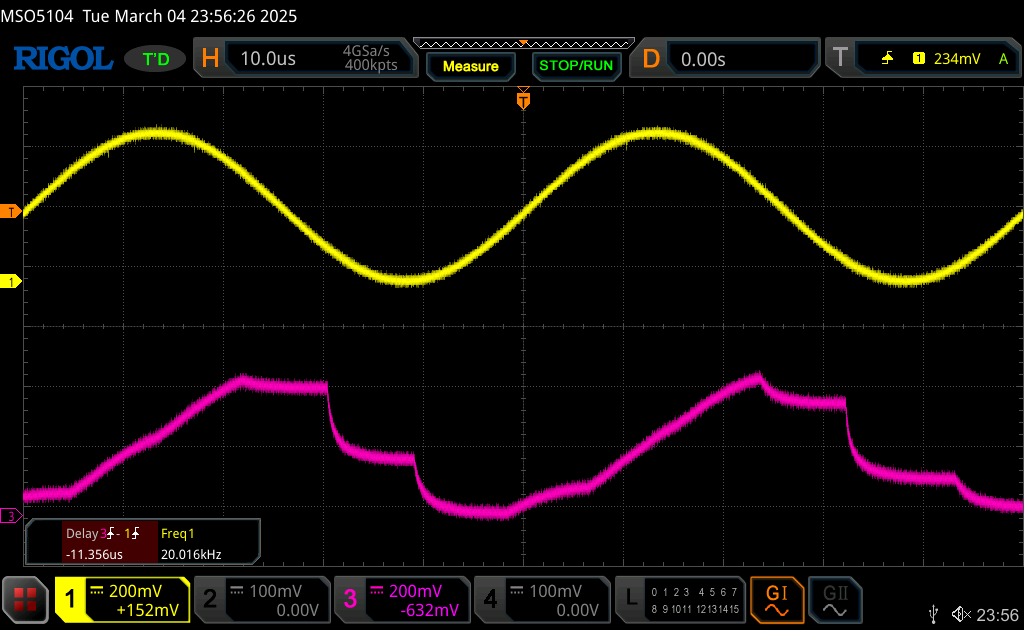 MSO5104 Tue March 04 23:56:26 2025
RIGOL T'D H 10.0us 4GSa/s 400kpts Measure STOP/RUN D 0.00s T 1 234mV A
T
T
1
3
Delay3-1 Freq1
-11.356us 20.016kHz
1 200mV +152mV 2 100mV 0.00V 3 200mV -632mV 4 100mV 0.00V L 0 1 2 3 4 5 6 7 8 9 10 11 12 13 14 15 GI GII
23:56